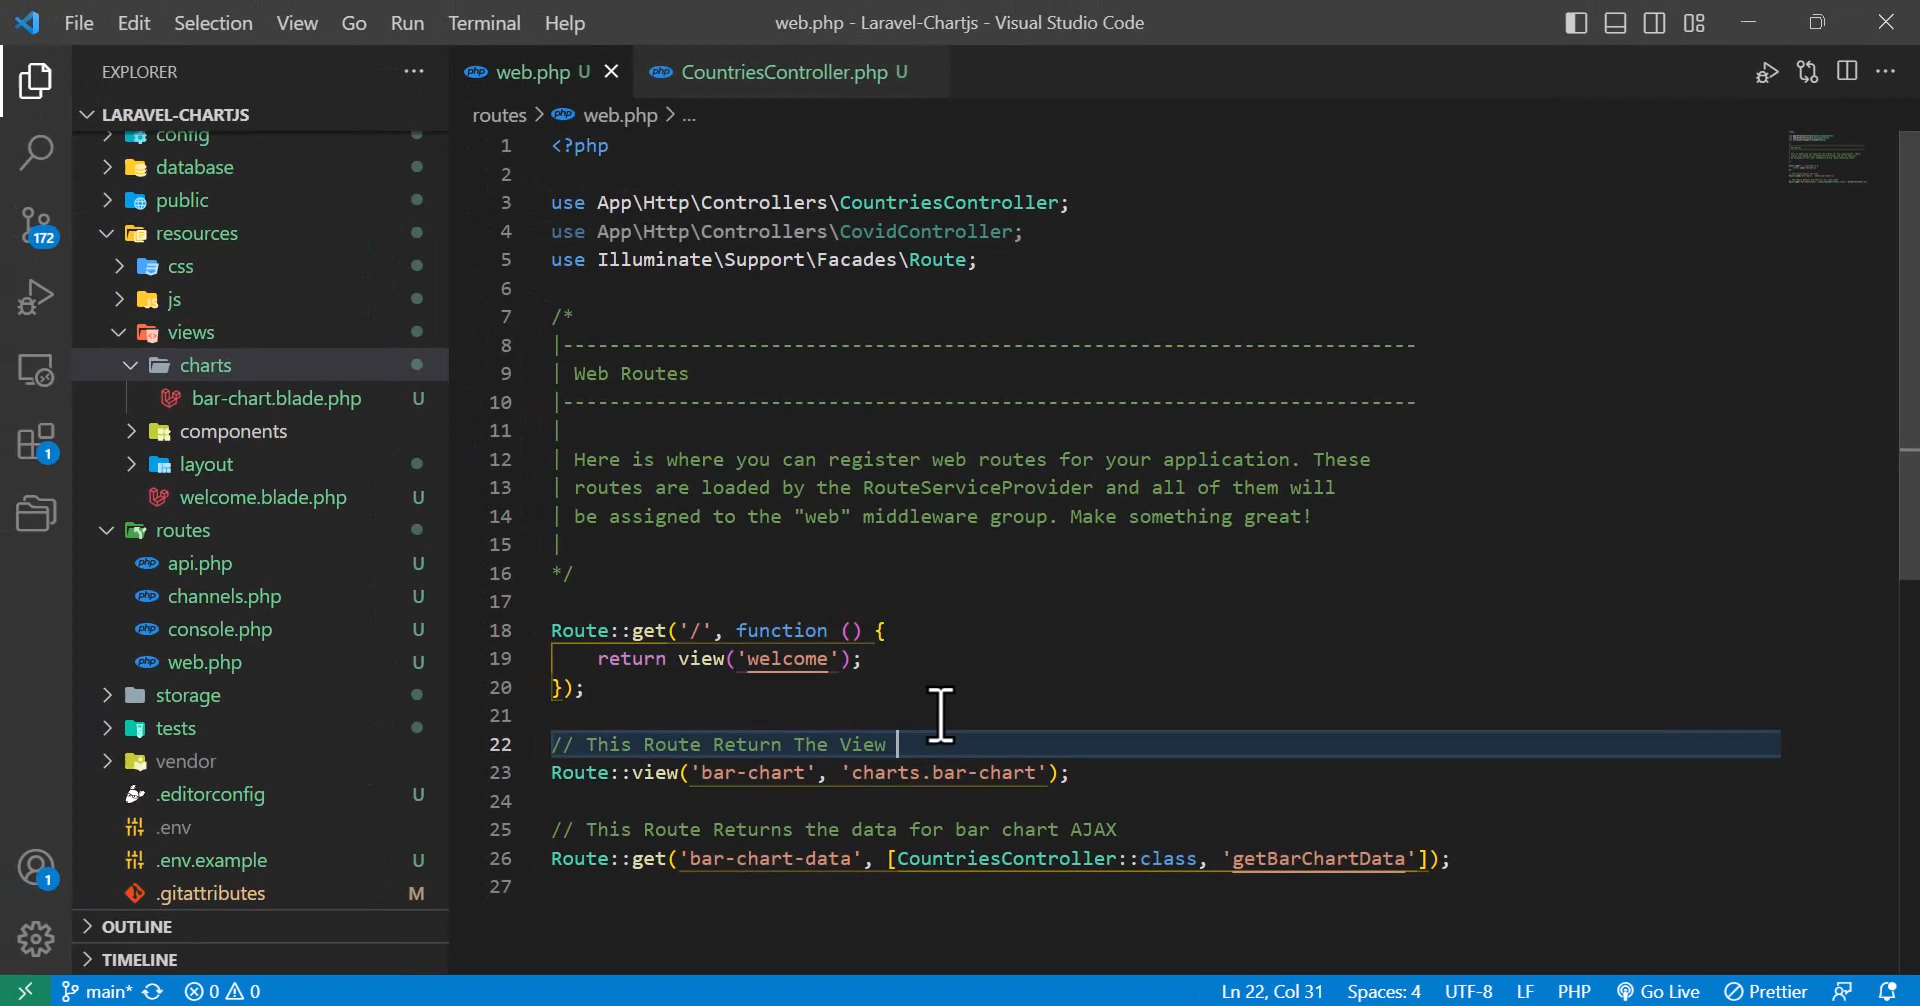 File Edit Selection View Go Run Terminal Help web.php - Laravel-Chartjs - Visual Studio Code
EXPLORER ...
web.php U
CountriesController.php U
LARAVEL-CHARTJS
routes > web.php > ...
config
database
public
resources
css
js
views
charts
bar-chart.blade.php U
components
layout
welcome.blade.php U
routes
api.php U
channels.php U
console.php U
web.php U
storage
tests
vendor
.editorconfig U
.env
.env.example U
.gitattributes M
OUTLINE
TIMELINE
172
1
1
1 <?php
2
3 use App\Http\Controllers\CountriesController;
4 use App\Http\Controllers\CovidController;
5 use Illuminate\Support\Facades\Route;
6
7 /*
8 |--------------------------------------------------------------------------
9 | Web Routes
10 |--------------------------------------------------------------------------
11 |
12 | Here is where you can register web routes for your application. These
13 | routes are loaded by the RouteServiceProvider and all of them will
14 | be assigned to the "web" middleware group. Make something great!
15 |
16 */
17
18 Route::get('/', function () {
19     return view('welcome');
20 });
21
22 // This Route Return The View
23 Route::view('bar-chart', 'charts.bar-chart');
24
25 // This Route Returns the data for bar chart AJAX
26 Route::get('bar-chart-data', [CountriesController::class, 'getBarChartData']);
27
main* 0 0 Ln 22, Col 31 Spaces: 4 UTF-8 LF PHP Go Live Prettier